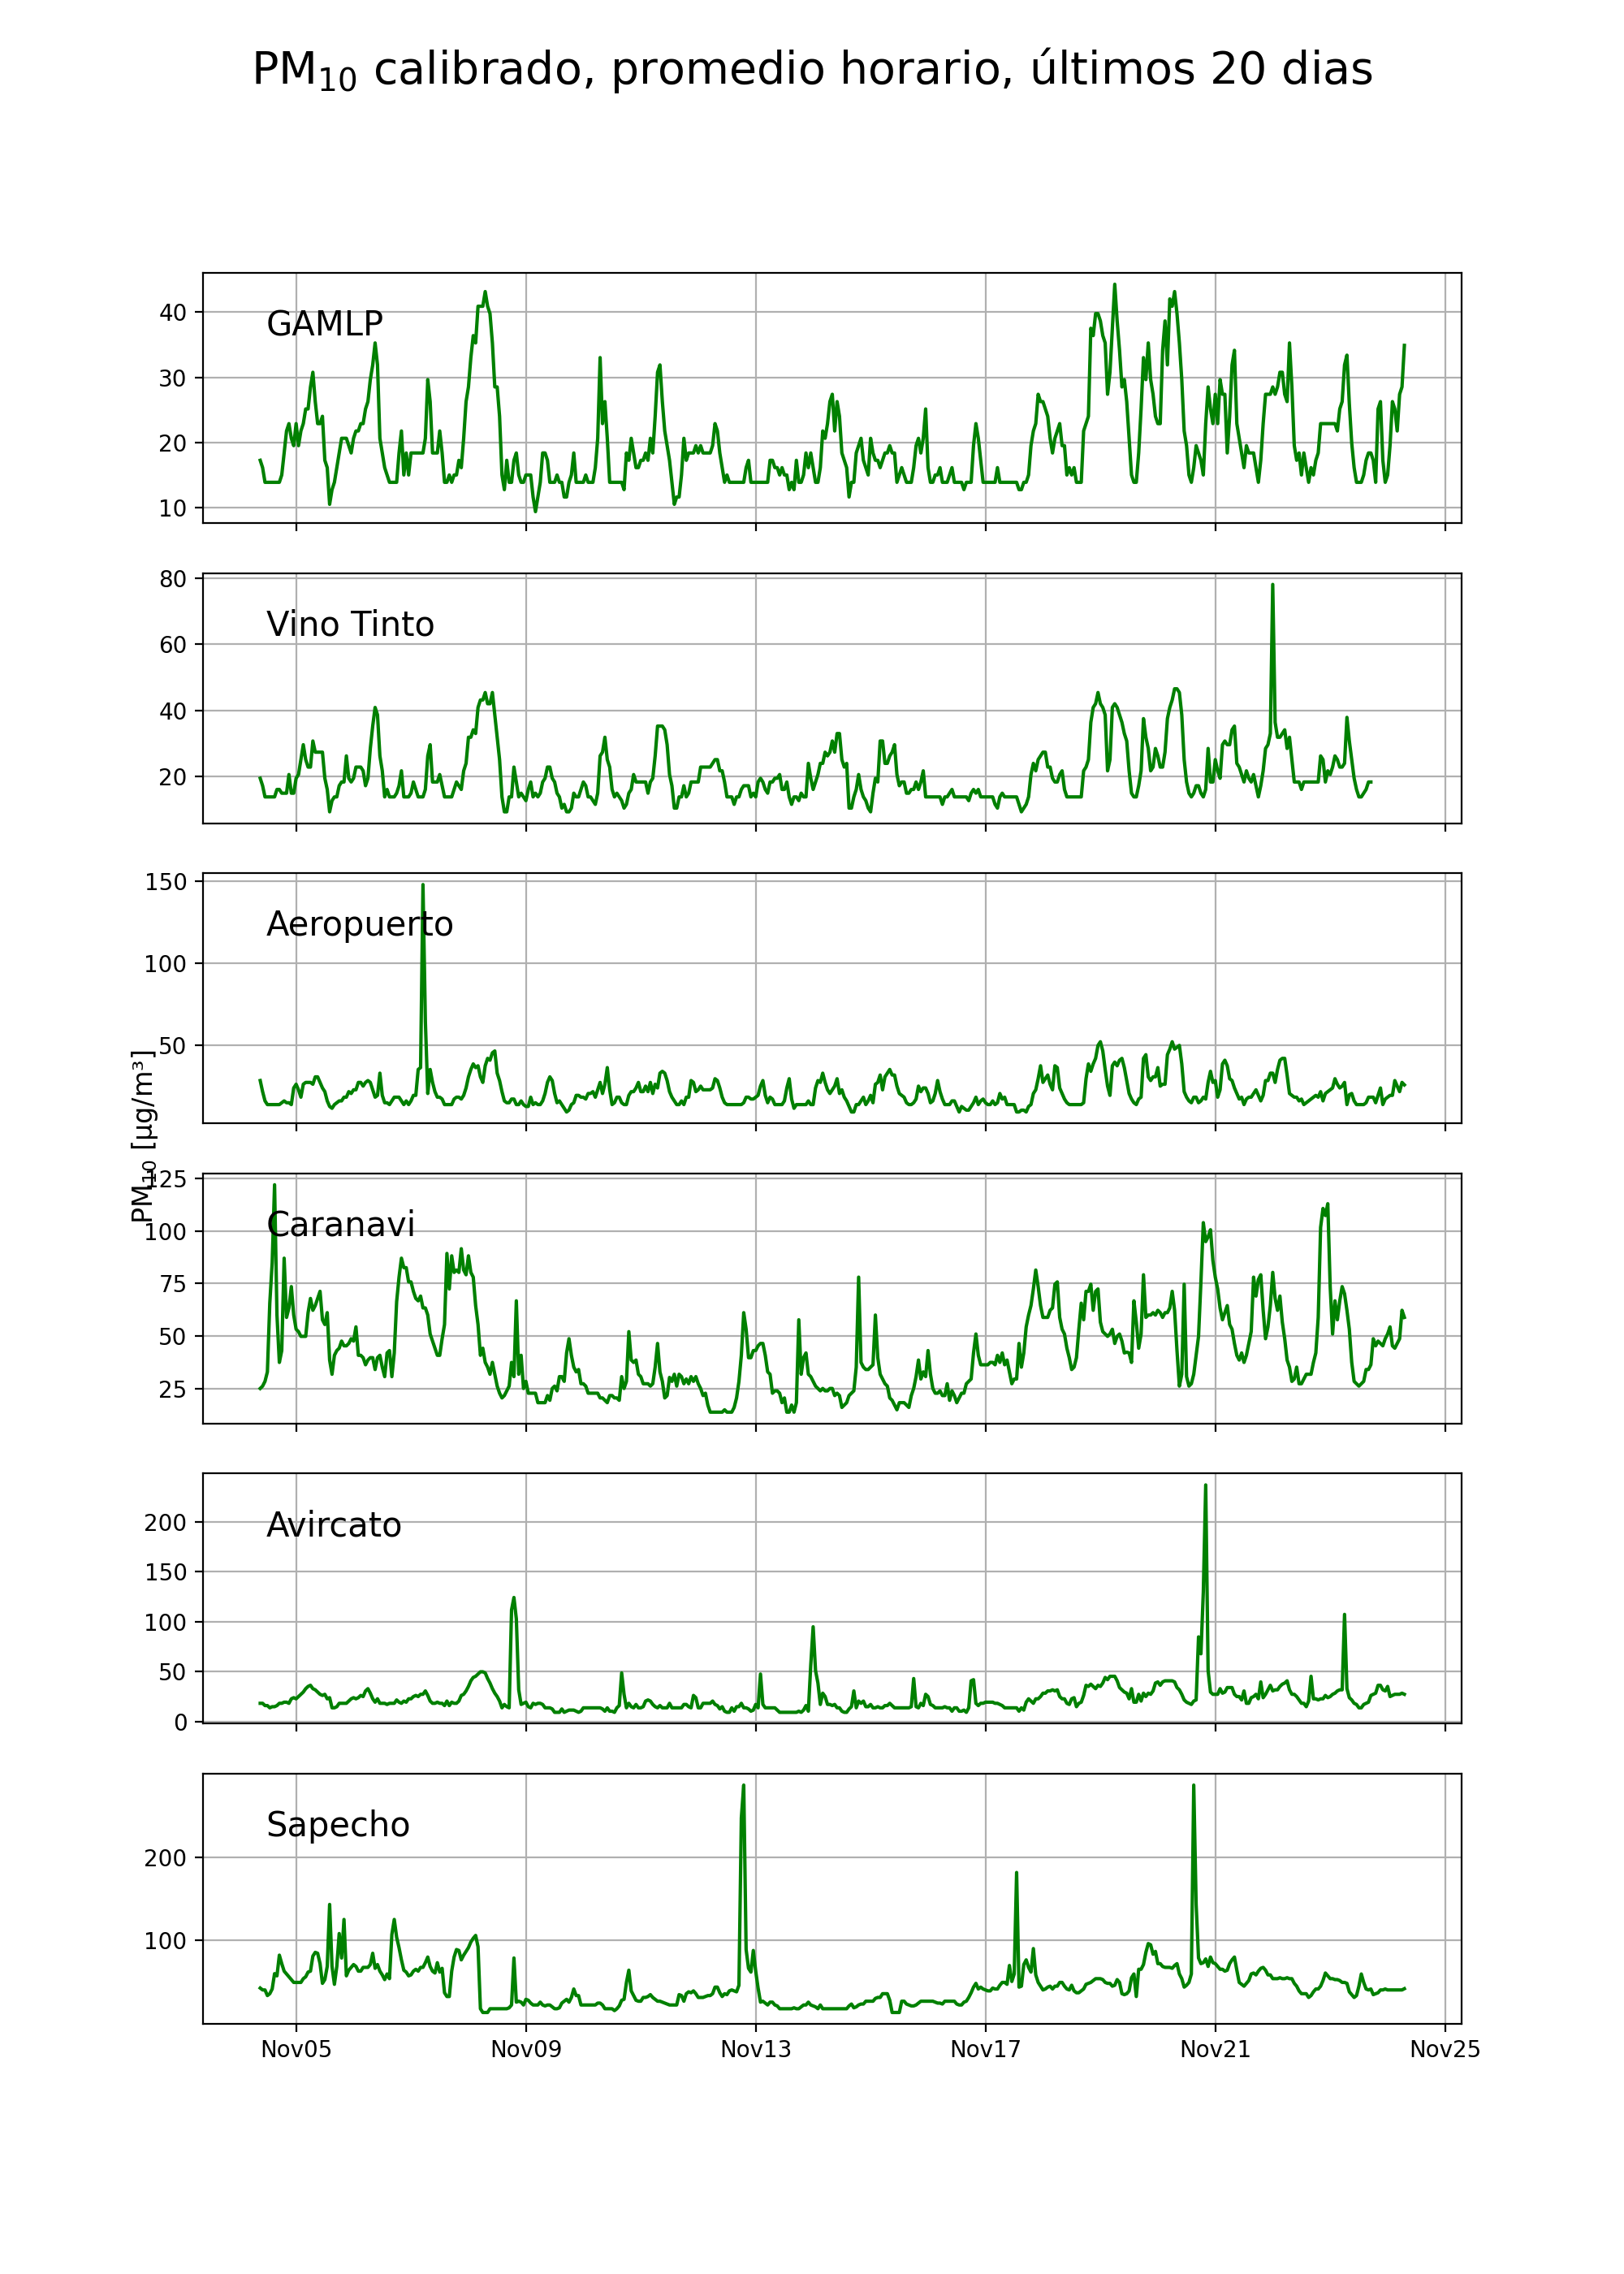 PM₁₀ calibrado, promedio horario, últimos 20 dias
GAMLP
40
30
20
10
Vino Tinto
80
60
40
20
Aeropuerto
150
100
50
PM₁₀ [µg/m³]
Caranavi
125
100
75
50
25
Avircato
200
150
100
50
0
Sapecho
200
100
Nov05 Nov09 Nov13 Nov17 Nov21 Nov25